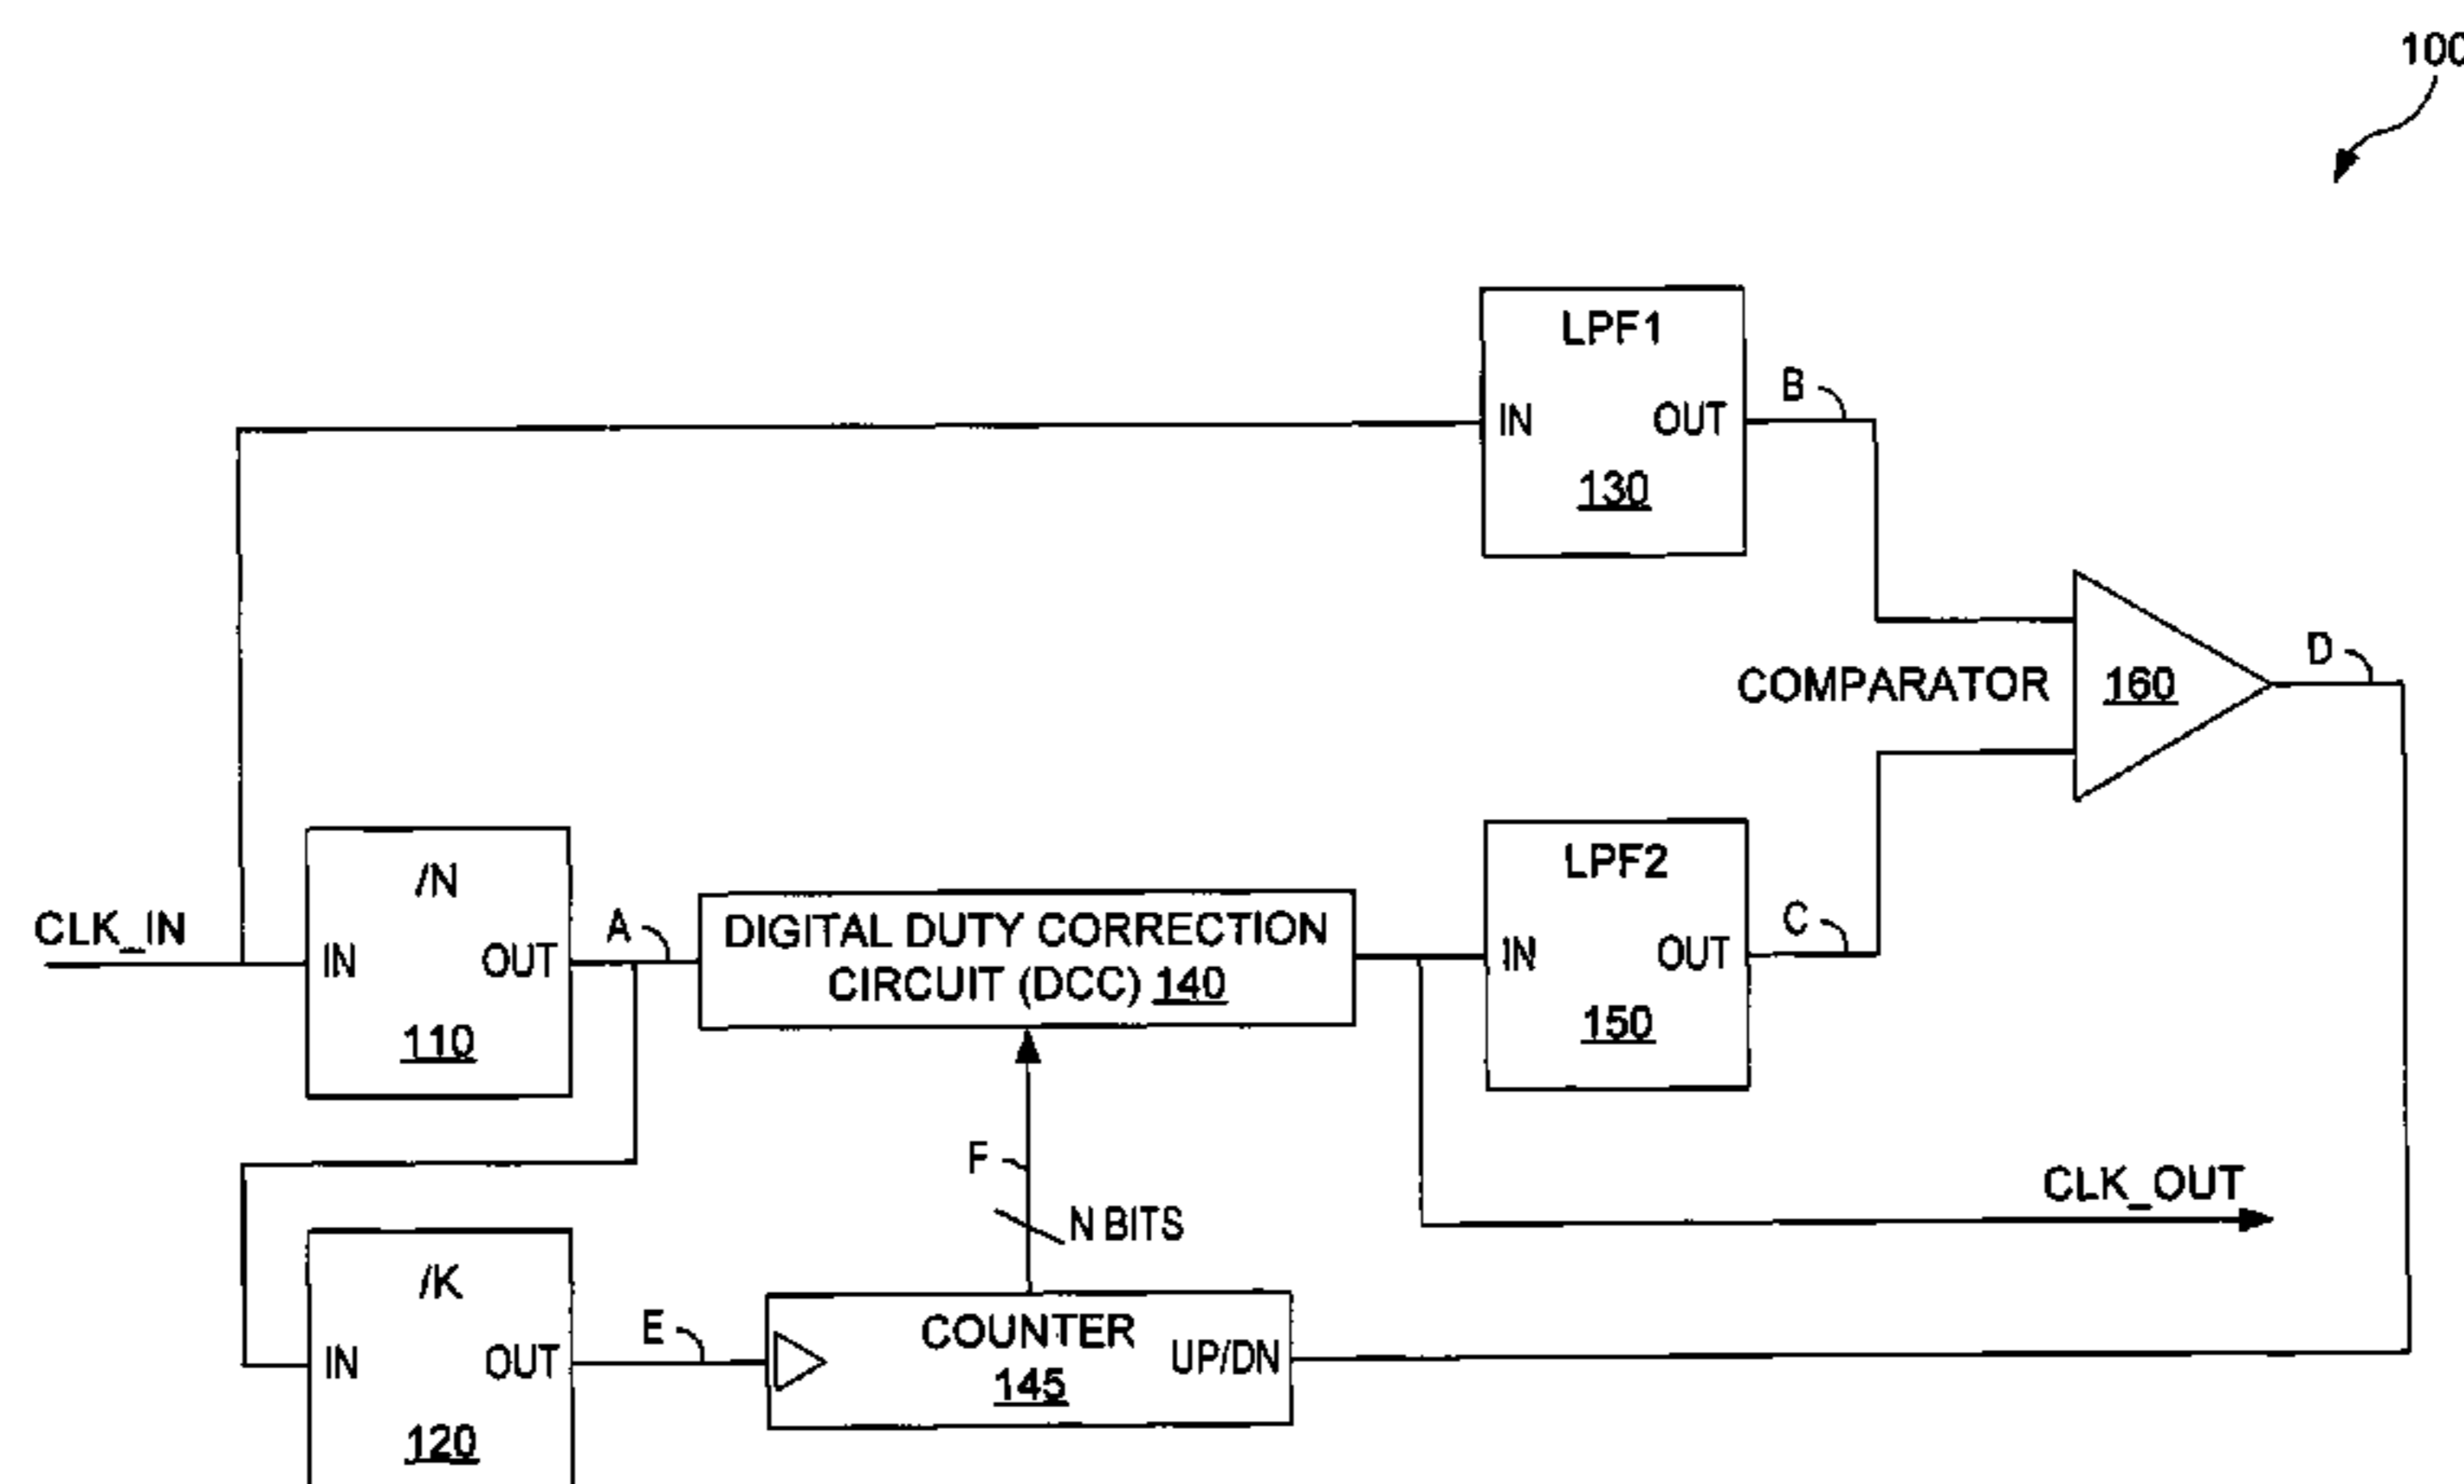 100
LPF1
IN OUT
130
B
COMPARATOR
160
D
CLK_IN
/N
IN OUT
110
A
DIGITAL DUTY CORRECTION
CIRCUIT (DCC) 140
LPF2
IN OUT
150
C
F
N BITS
CLK_OUT
/K
IN OUT
120
E
COUNTER
145
UP/DN